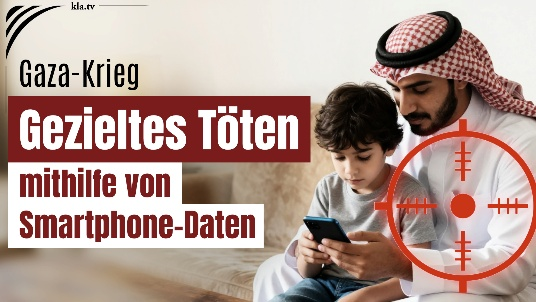 kla.tv
Gaza-Krieg
Gezieltes Töten
mithilfe von
Smartphone-Daten